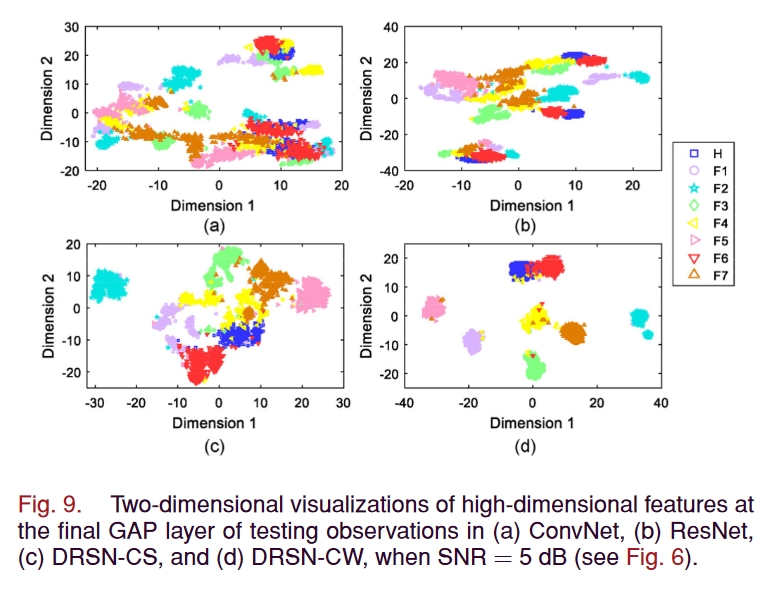 30
20
10
0
-10
-20
-20 -10 0 10 20
Dimension 2
Dimension 1
(a)
40
20
0
-20
-40
-20 -10 0 10 20
Dimension 2
Dimension 1
(b)
20
10
0
-10
-20
-30 -20 -10 0 10 20 30
Dimension 2
Dimension 1
(c)
20
10
0
-10
-20
-40 -20 0 20 40
Dimension 2
Dimension 1
(d)
H
F1
F2
F3
F4
F5
F6
F7
Fig. 9. Two-dimensional visualizations of high-dimensional features at
the final GAP layer of testing observations in (a) ConvNet, (b) ResNet,
(c) DRSN-CS, and (d) DRSN-CW, when SNR = 5 dB (see Fig. 6).